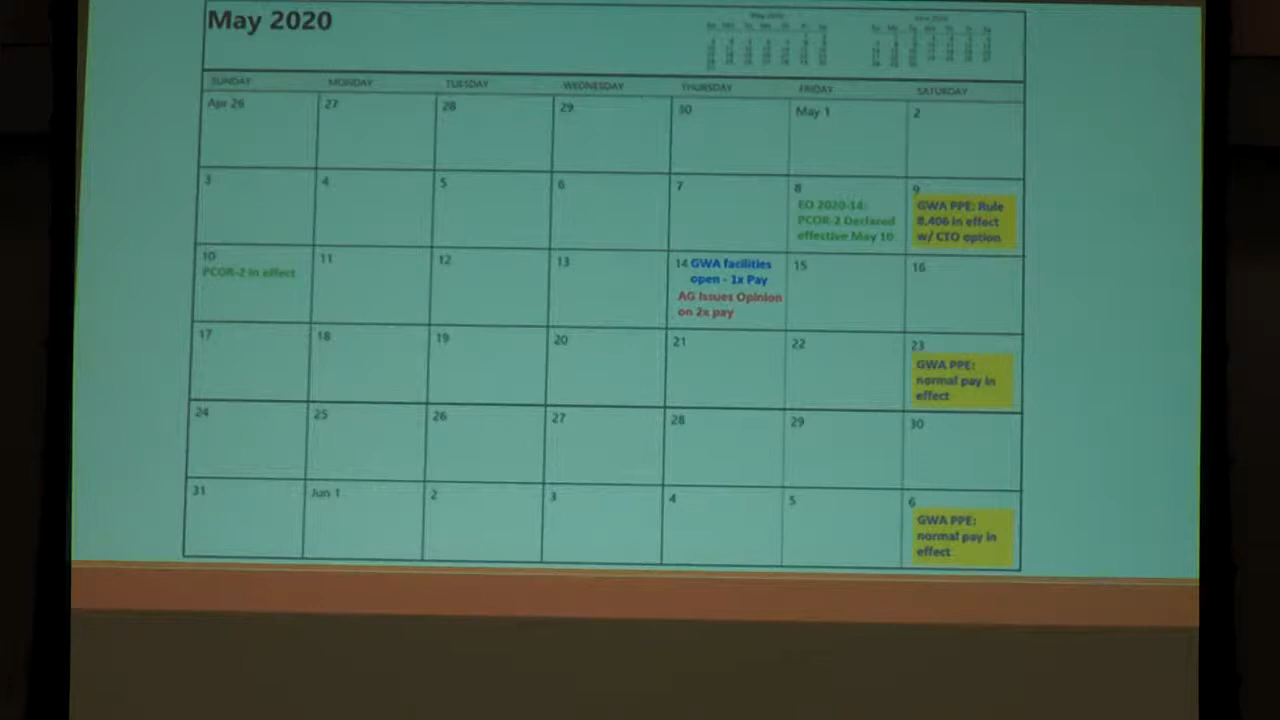 May 2020
May 2020
June 2020
SUNDAY MONDAY TUESDAY WEDNESDAY THURSDAY FRIDAY SATURDAY
Apr 26 27 28 29 30 May 1 2
3 4 5 6 7 8 9
EO 2020-14:
PCOR-2 Declared
effective May 10
GWA PPE: Rule
8.406 in effect
w/ CTO option
10 11 12 13 14 15 16
PCOR-2 in effect
GWA facilities
open - 1x Pay
AG Issues Opinion
on 2x pay
17 18 19 20 21 22 23
GWA PPE:
normal pay in
effect
24 25 26 27 28 29 30
31 Jun 1 2 3 4 5 6
GWA PPE:
normal pay in
effect